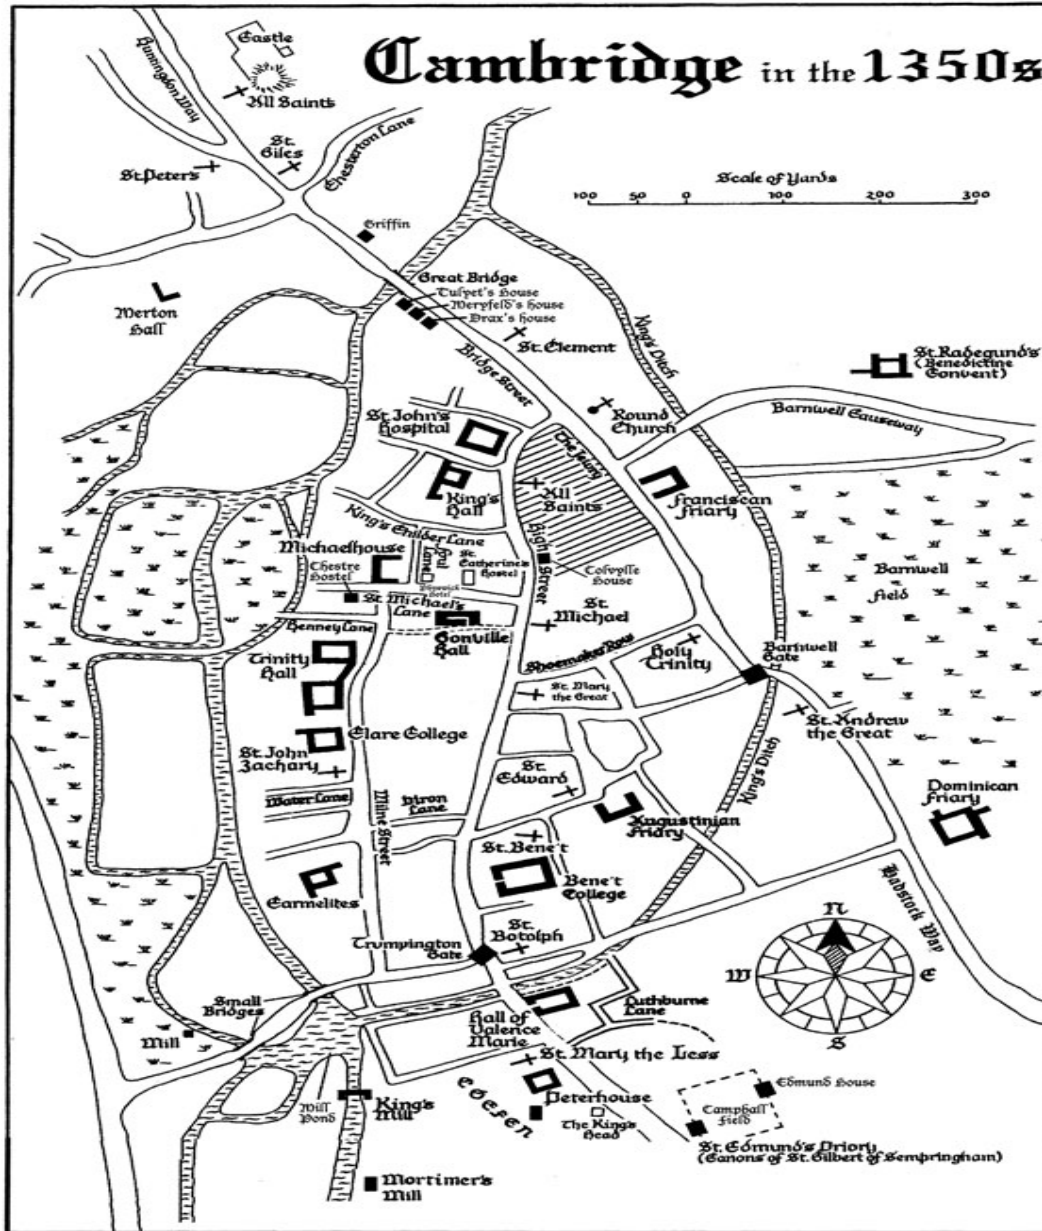 Cambridge in the 1350s
Castle
All Saints
Huntingdon Way
St.
Giles
Chesterton Lane
St. Peter's
Scale of Yards
100 50 0 100 200 300
Griffin
Great Bridge
Tulyet's House
Meryfeld's house
Drax's house
Merton
Hall
St. Clement
King's Ditch
Bridge Street
St. Radegund's
(Benedictine
Convent)
St. John's
Hospital
Round
Church
Barnwell Causeway
The Jewry
King's
Hall
All
Saints
Franciscan
Friary
King's Childer Lane
High
Street
Michaelhouse
Foul
Lane
St.
Catherine's
Hostel
Chestre
Hostel
Colvylle
House
Barnwell
Field
St. Michael's
Lane
St.
Michael
Henney Lane
Gonville
Hall
Shoemaker Row
Holy
Trinity
Barnwell
Gate
Trinity
Hall
St. Mary
the Great
St. Andrew
the Great
Clare College
St. John
Zachary
St.
Edward
King's Ditch
Dominican
Friary
Water Lane
Milne Street
Piron
Lane
Augustinian
Friary
St. Bene't
Bene't
College
Carmelites
Hadstock Way
St.
Botolph
Trumpington
Gate
N
W
E
S
Small
Bridges
Mill
Hall of
Valence
Marie
Luthburne
Lane
St. Mary the Less
Peterhouse
COEFEN
Edmund House
Mill
Pond
King's
Mill
The King's
Head
Camphall
Field
St. Edmund's Priory
(Canons of St. Gilbert of Sempringham)
Mortimer's
Mill